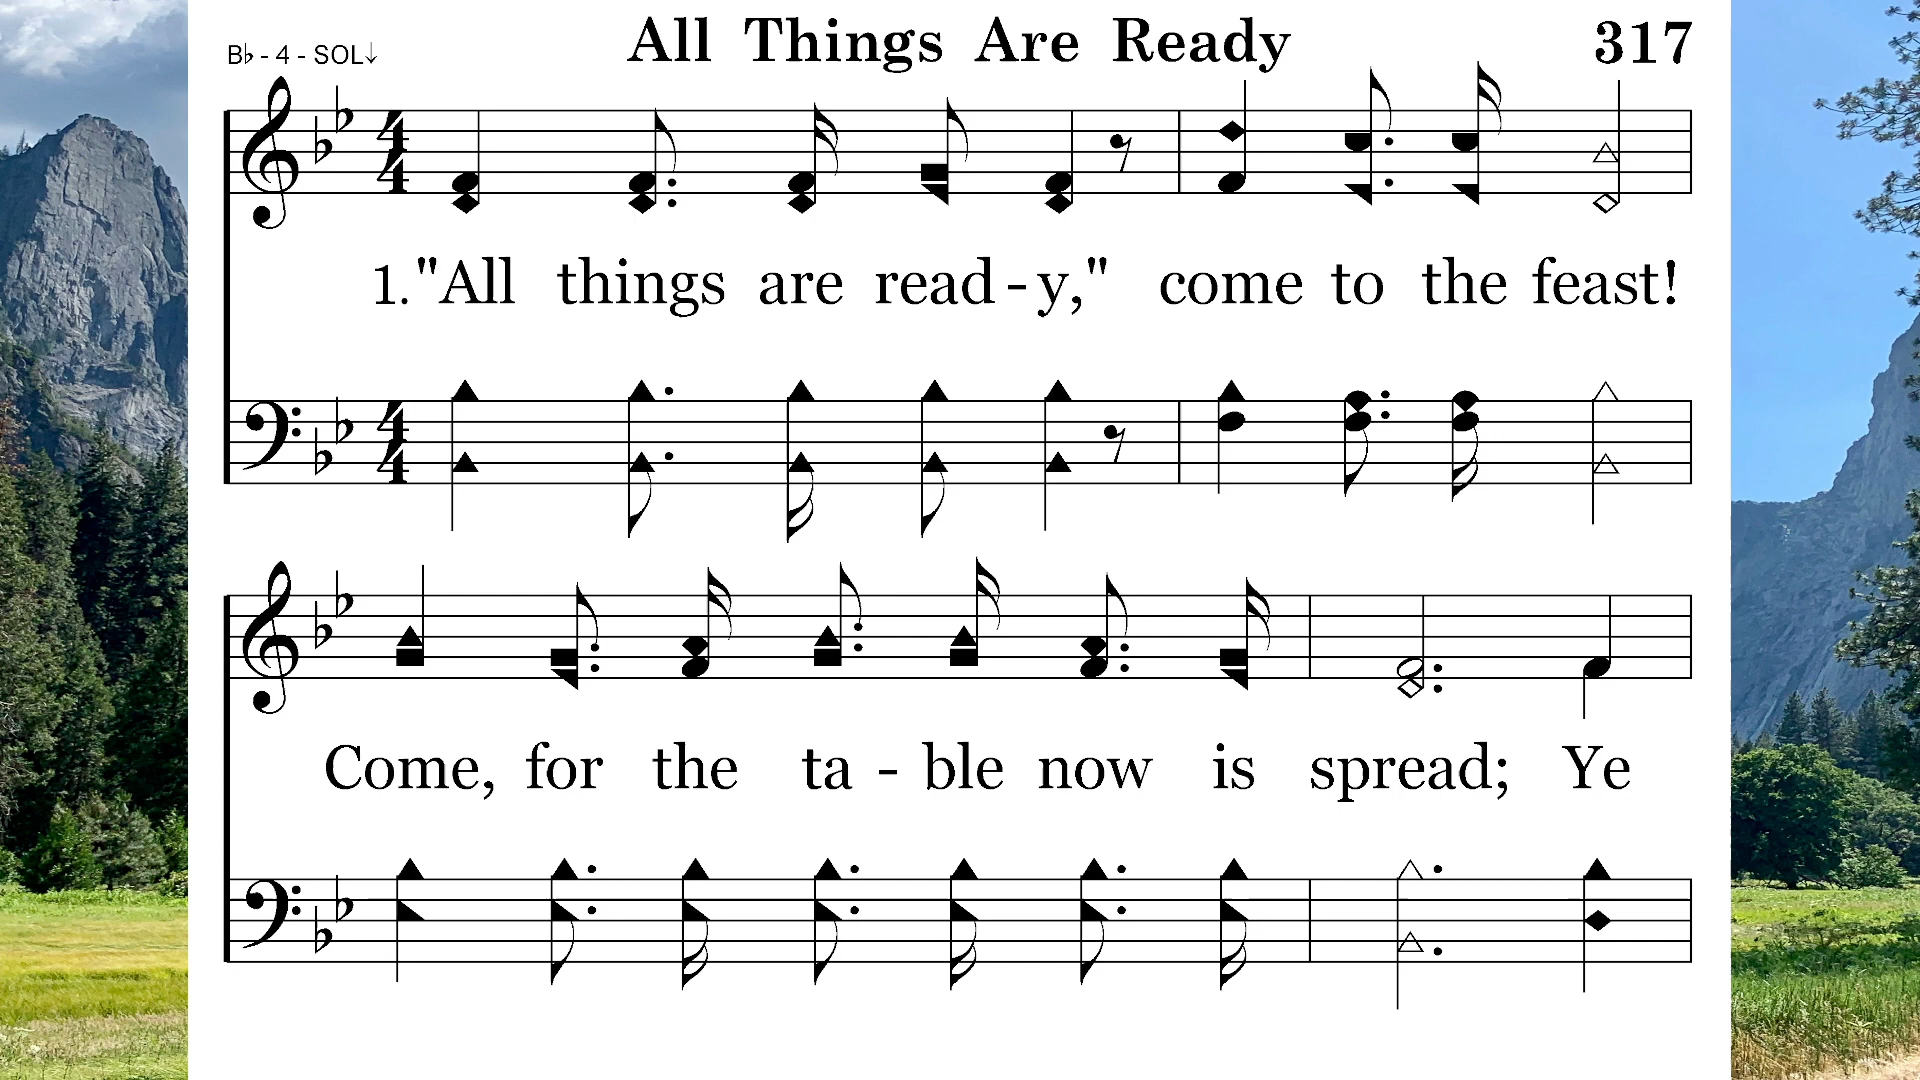 All Things Are Ready 317
B♭ - 4 - SOL↓
1. "All things are read - y," come to the feast!
Come, for the ta - ble now is spread; Ye